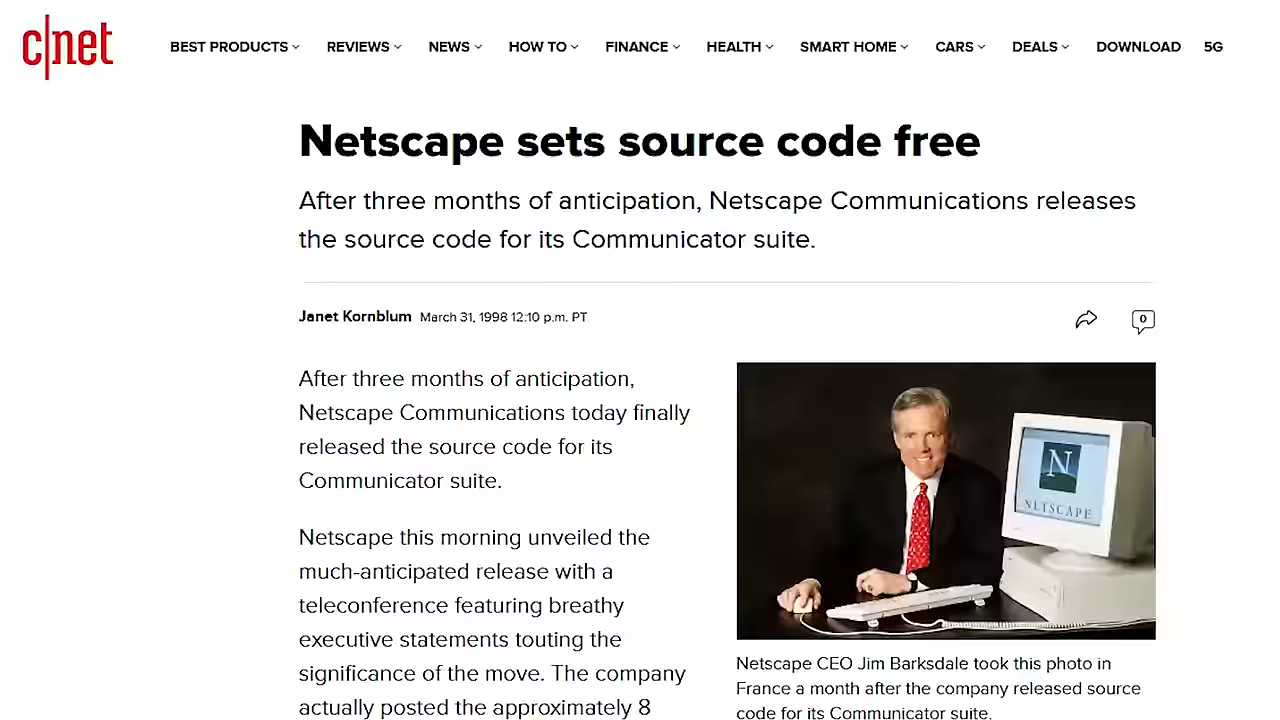 c|net
BEST PRODUCTS
REVIEWS
NEWS
HOW TO
FINANCE
HEALTH
SMART HOME
CARS
DEALS
DOWNLOAD
5G
Netscape sets source code free
After three months of anticipation, Netscape Communications releases
the source code for its Communicator suite.
Janet Kornblum March 31, 1998 12:10 p.m. PT
0
After three months of anticipation,
Netscape Communications today finally
released the source code for its
Communicator suite.
Netscape this morning unveiled the
much-anticipated release with a
teleconference featuring breathy
executive statements touting the
significance of the move. The company
actually posted the approximately 8
N
NETSCAPE
Netscape CEO Jim Barksdale took this photo in
France a month after the company released source
code for its Communicator suite.